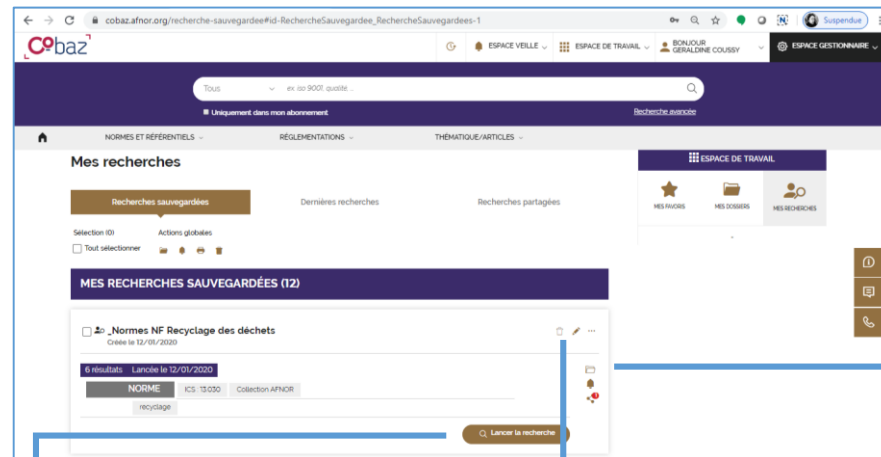 cobaz.afnor.org/recherche-sauvegardee#id-RechercheSauvegardee_RechercheSauvegardees-1 Suspendue
Cobaz ESPACE VEILLE ESPACE DE TRAVAIL BONJOUR GERALDINE COUSSY ESPACE GESTIONNAIRE
Tous ex. iso 9001, qualité...
Uniquement dans mon abonnement Recherche avancée
NORMES ET RÉFÉRENTIELS RÉGLEMENTATIONS THÉMATIQUE/ARTICLES
Mes recherches ESPACE DE TRAVAIL
Recherches sauvegardées Dernières recherches Recherches partagées
MES FAVORIS MES DOSSIERS MES RECHERCHES
Sélection (0) Actions globales
Tout sélectionner
MES RECHERCHES SAUVEGARDÉES (12)
_Normes NF Recyclage des déchets
Créée le 12/01/2020
6 résultats Lancée le 12/01/2020
NORME ICS : 13.030 Collection AFNOR
recyclage
Lancer la recherche